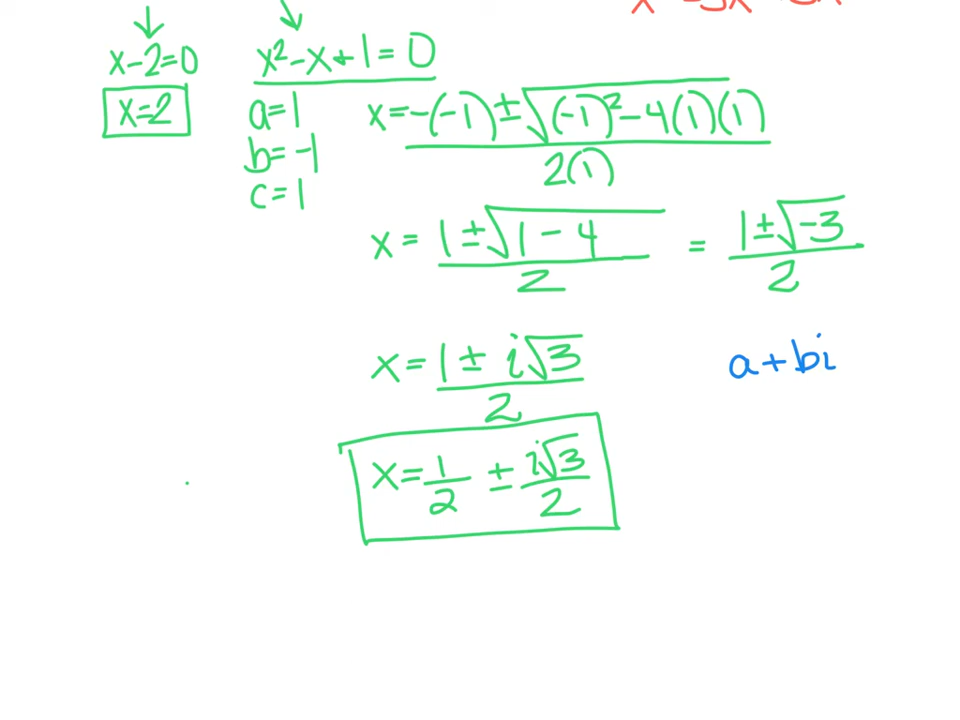 x-2=0
x=2
x²-x+1=0
a=1
b=-1
c=1
x=-(-1)±√(-1)²-4(1)(1)
2(1)
x=1±√1-4
2
=1±√-3
2
x=1±i√3
2
a+bi
x=1/2±i√3/2